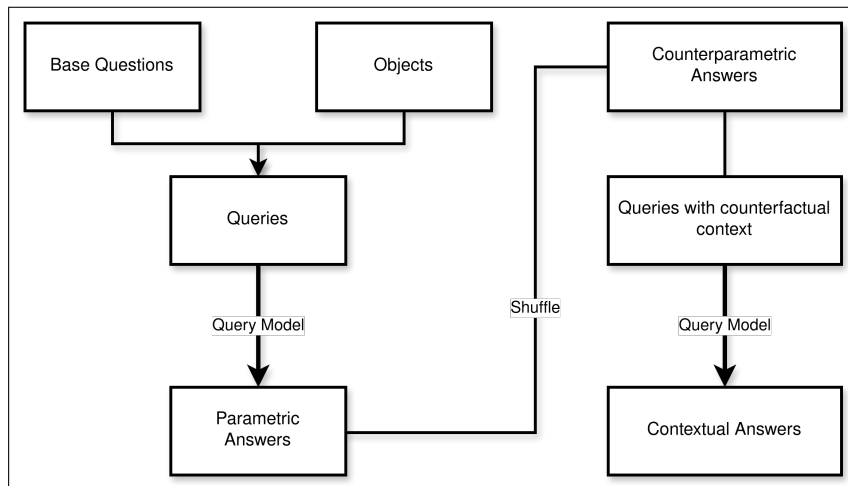 Base Questions
Objects
Counterparametric
Answers
Queries
Queries with counterfactual
context
Query Model
Shuffle
Query Model
Parametric
Answers
Contextual Answers